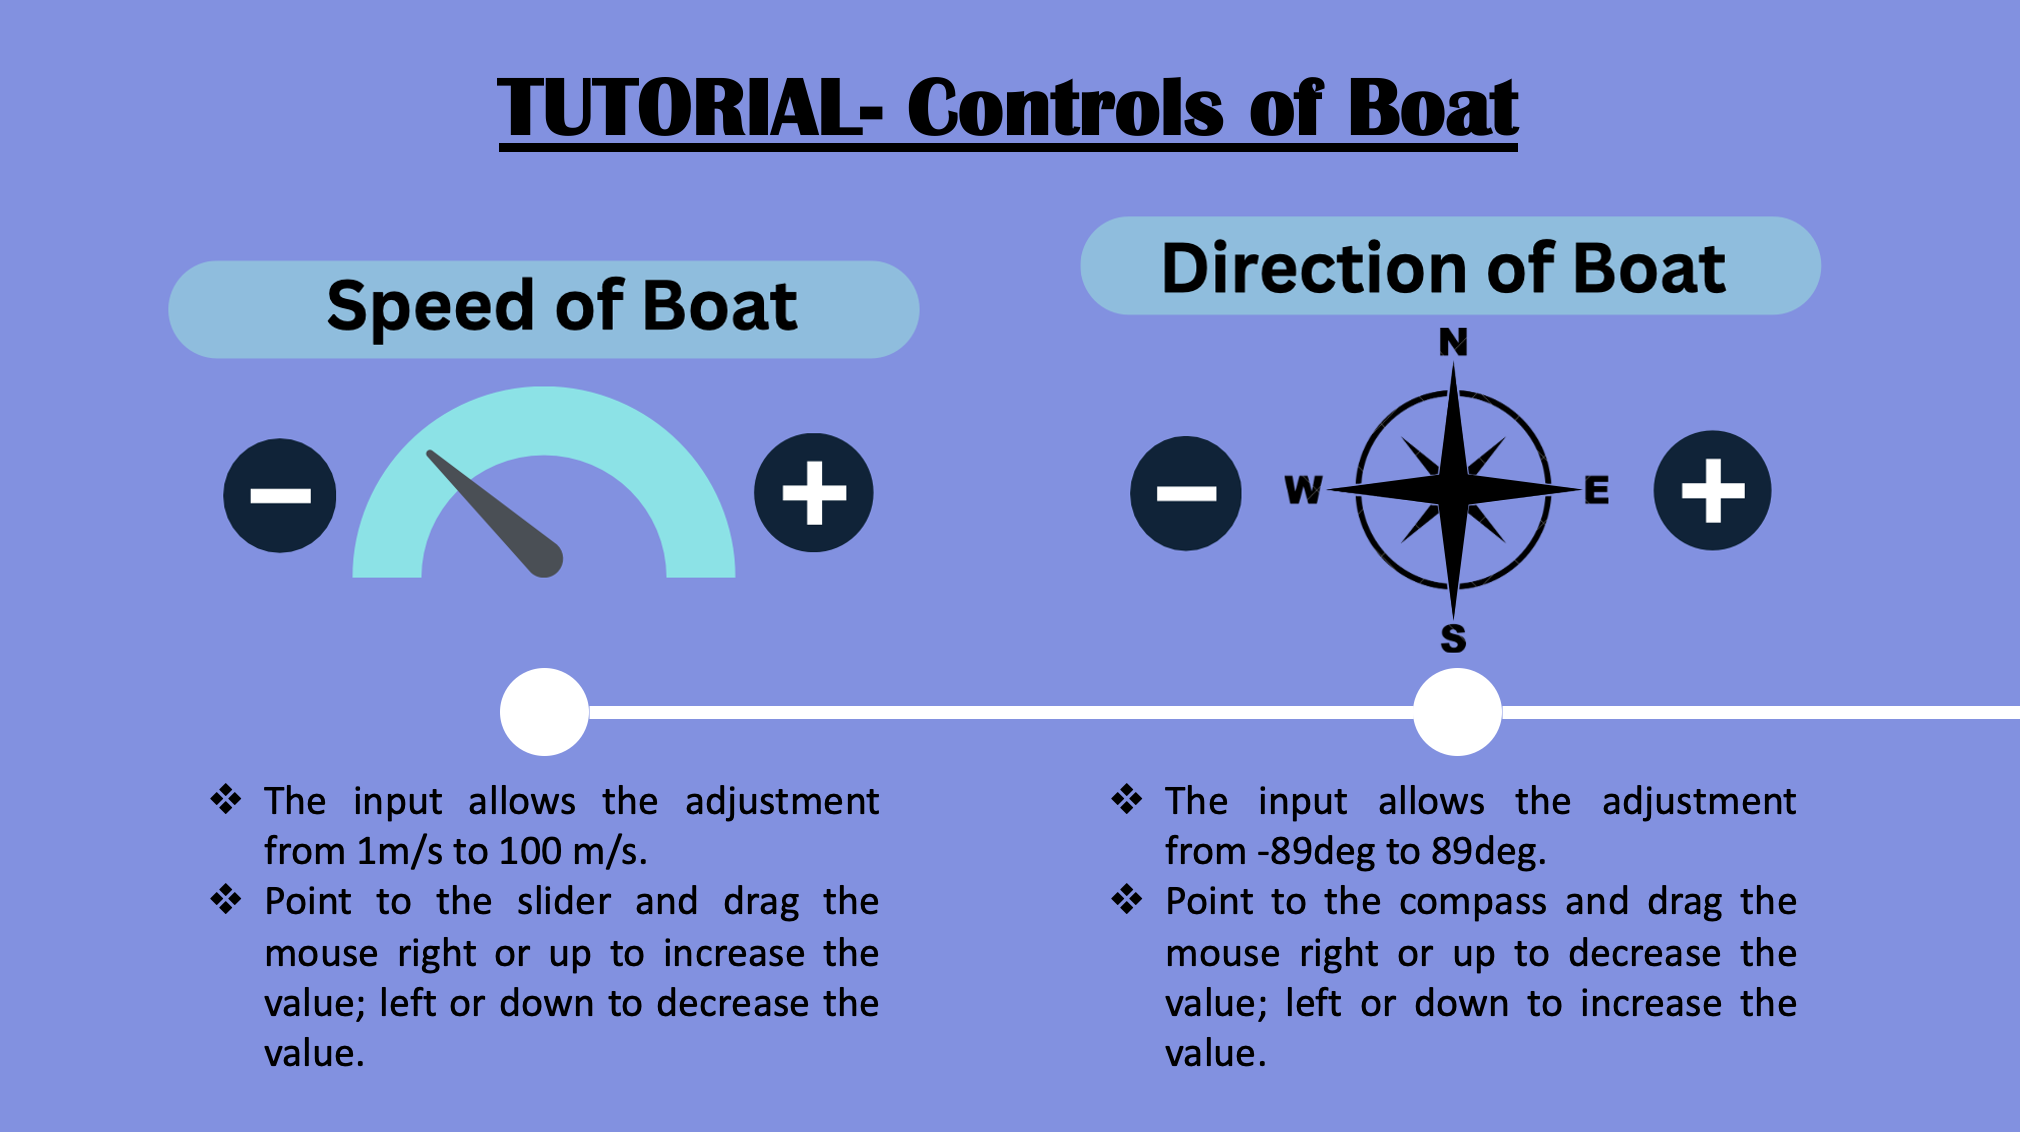 TUTORIAL- Controls of Boat
Speed of Boat
Direction of Boat
N
W
E
S
❖ The input allows the adjustment
from 1m/s to 100 m/s.
❖ Point to the slider and drag the
mouse right or up to increase the
value; left or down to decrease the
value.
❖ The input allows the adjustment
from -89deg to 89deg.
❖ Point to the compass and drag the
mouse right or up to decrease the
value; left or down to increase the
value.